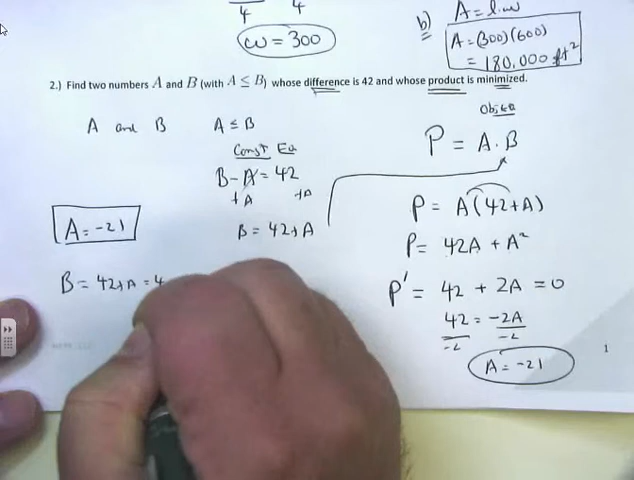 4 4
w = 300
b) A = l.w
A = (300)(600)
= 180,000 ft²
2.) Find two numbers A and B (with A ≤ B) whose difference is 42 and whose product is minimized.
A and B A ≤ B
Const Eq
B - A = 42
+A +A
B = 42+A
A = -21
B = 42+A = 4
Objec
P = A . B
P = A(42+A)
P = 42A + A²
P' = 42 + 2A = 0
42 = -2A
-2 -2
A = -21
1